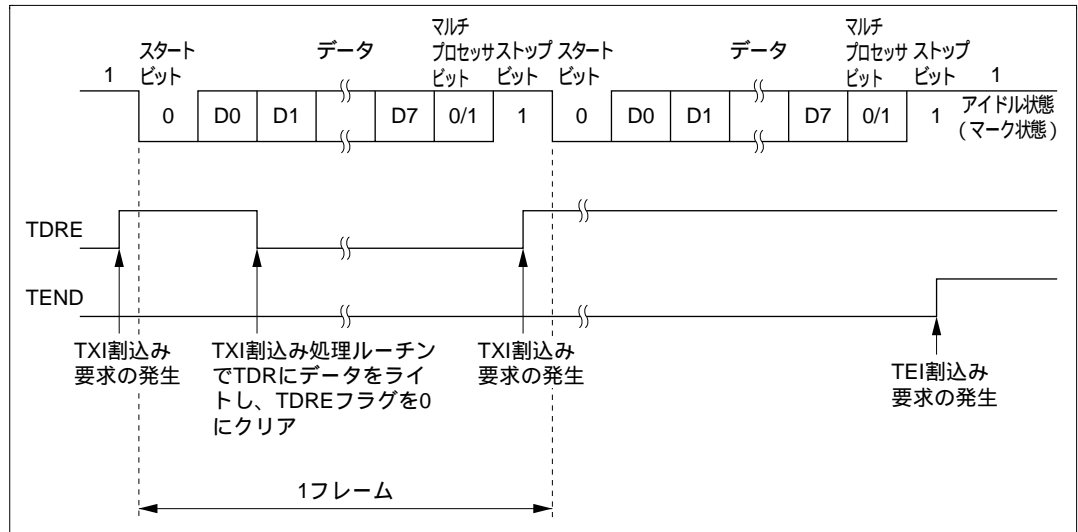 1
スタート
ビット
データ
マルチ
プロセッサ
ビット
ストップ
ビット
スタート
ビット
データ
マルチ
プロセッサ
ビット
ストップ
ビット
1
0
D0
D1
D7
0/1
1
0
D0
D1
D7
0/1
1
アイドル状態
(マーク状態)
TDRE
TEND
TXI割込み
要求の発生
TXI割込み処理ルーチン
でTDRにデータをライ
トし、TDREフラグを0
にクリア
TXI割込み
要求の発生
TEI割込み
要求の発生
1フレーム